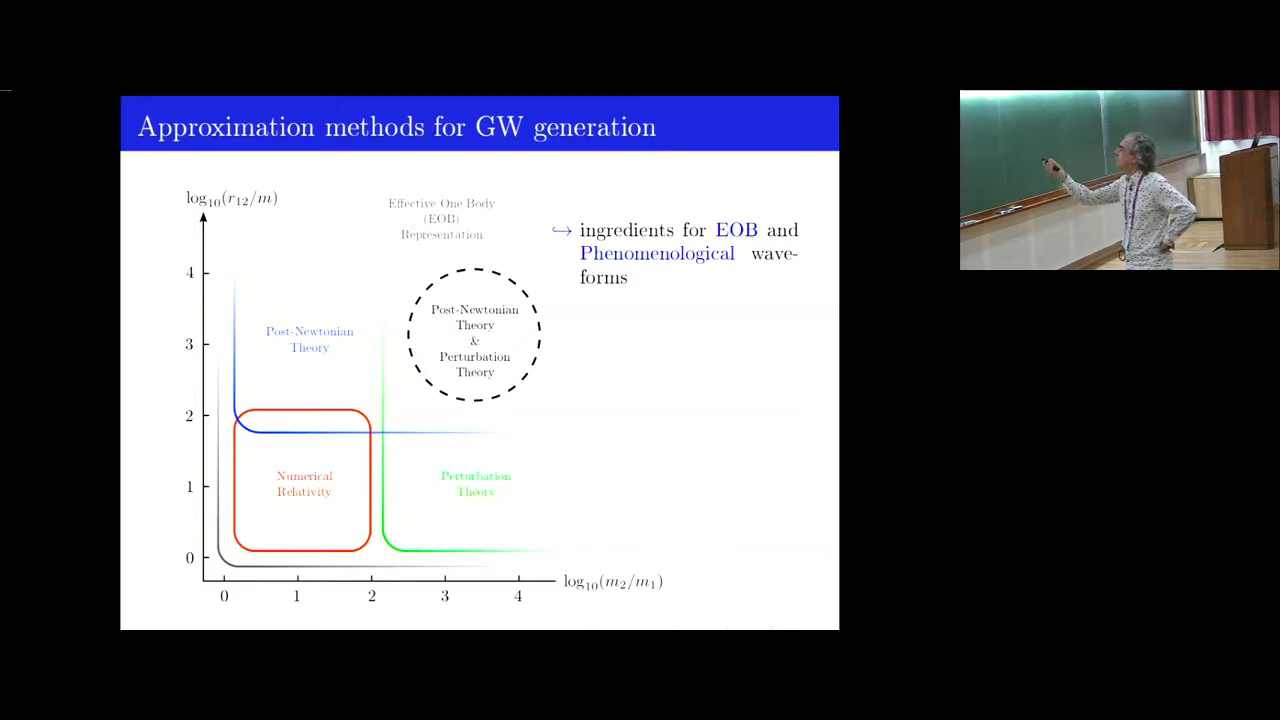 Approximation methods for GW generation
log₁₀(r₁₂/m)
Effective One Body
(EOB)
Representation
↪ ingredients for EOB and
Phenomenological wave-
forms
4
3
2
1
0
Post-Newtonian
Theory
Post-Newtonian
Theory
&
Perturbation
Theory
Numerical
Relativity
Perturbation
Theory
log₁₀(m₂/m₁)
0 1 2 3 4